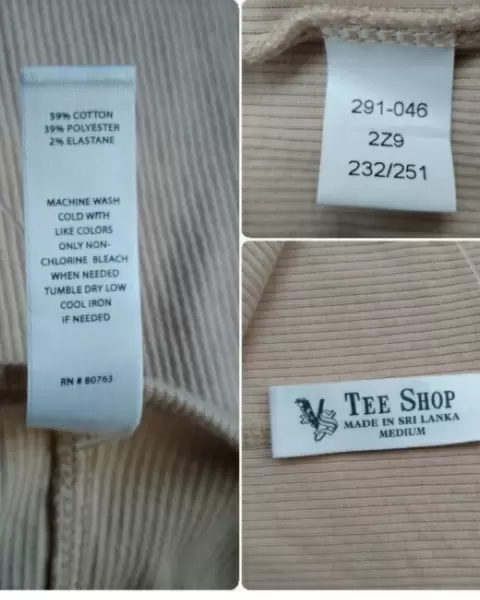 59% COTTON
39% POLYESTER
2% ELASTANE
MACHINE WASH
COLD WITH
LIKE COLORS
ONLY NON-
CHLORINE BLEACH
WHEN NEEDED
TUMBLE DRY LOW
COOL IRON
IF NEEDED
RN # 80763
291-046
2Z9
232/251
VS TEE SHOP
MADE IN SRI LANKA
MEDIUM